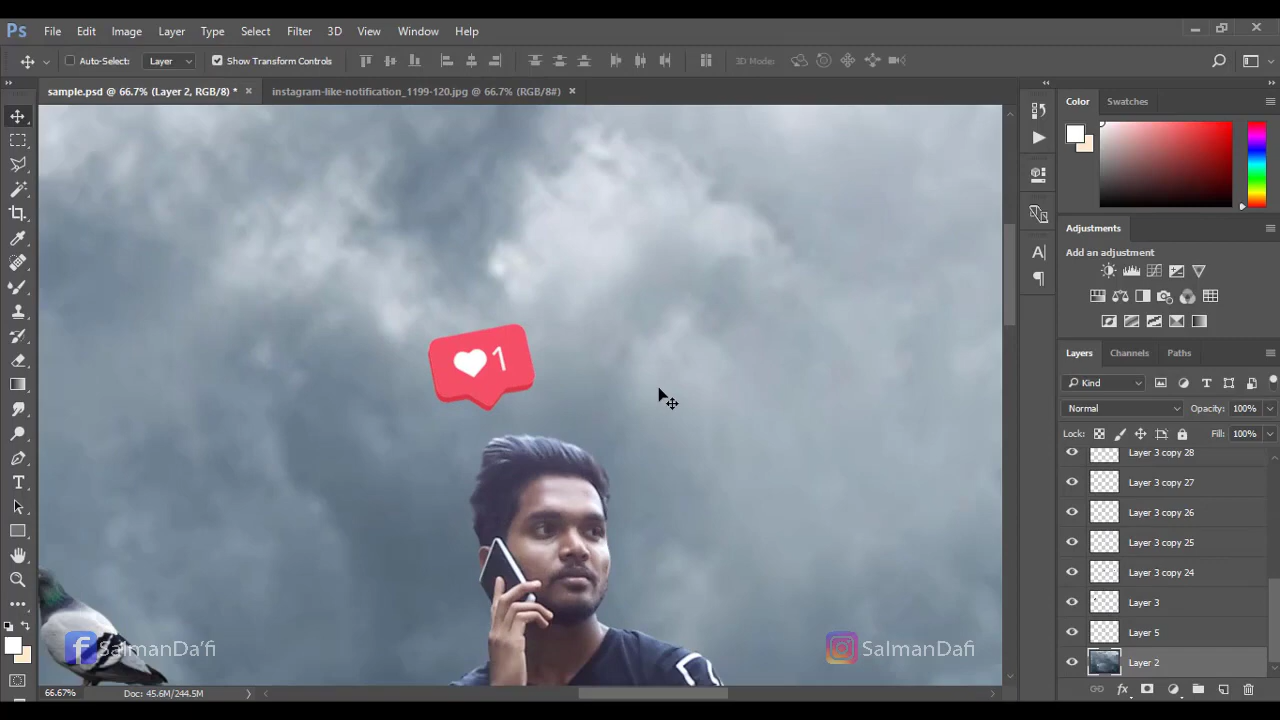 Ps File Edit Image Layer Type Select Filter 3D View Window Help
Auto-Select: Layer Show Transform Controls 3D Mode:
sample.psd @ 66.7% (Layer 2, RGB/8) * × instagram-like-notification_1199-120.jpg @ 66.7% (RGB/8#) ×
Color Swatches
Adjustments
Add an adjustment
1
Layers Channels Paths
Kind
Normal Opacity: 100%
Lock: Fill: 100%
Layer 3 copy 28
Layer 3 copy 27
Layer 3 copy 26
Layer 3 copy 25
Layer 3 copy 24
Layer 3
Layer 5
Layer 2
f SalmanDa'fi
SalmanDafi
66.67% Doc: 45.6M/244.5M